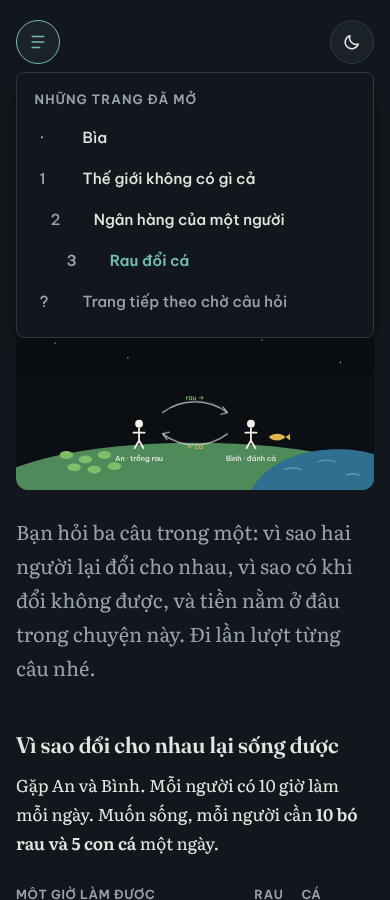 NHỮNG TRANG ĐÃ MỞ
· Bìa
1 Thế giới không có gì cả
2 Ngân hàng của một người
3 Rau đổi cá
? Trang tiếp theo chờ câu hỏi
rau →
← cá
An · trồng rau Bình · đánh cá
Bạn hỏi ba câu trong một: vì sao hai
người lại đổi cho nhau, vì sao có khi
đổi không được, và tiền nằm ở đâu
trong chuyện này. Đi lần lượt từng
câu nhé.
Vì sao đổi cho nhau lại sống được
Gặp An và Bình. Mỗi người có 10 giờ làm
mỗi ngày. Muốn sống, mỗi người cần 10 bó
rau và 5 con cá một ngày.
MỘT GIỜ LÀM ĐƯỢC RAU CÁ